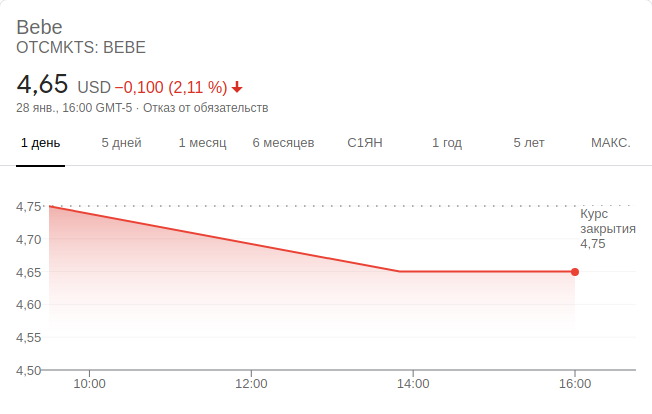 Bebe
OTCMKTS: BEBE
4,65 USD −0,100 (2,11 %)
28 янв., 16:00 GMT-5 · Отказ от обязательств
1 день 5 дней 1 месяц 6 месяцев С1ЯН 1 год 5 лет МАКС.
4,75
Курс
закрытия
4,75
4,70
4,65
4,60
4,55
4,50
10:00 12:00 14:00 16:00